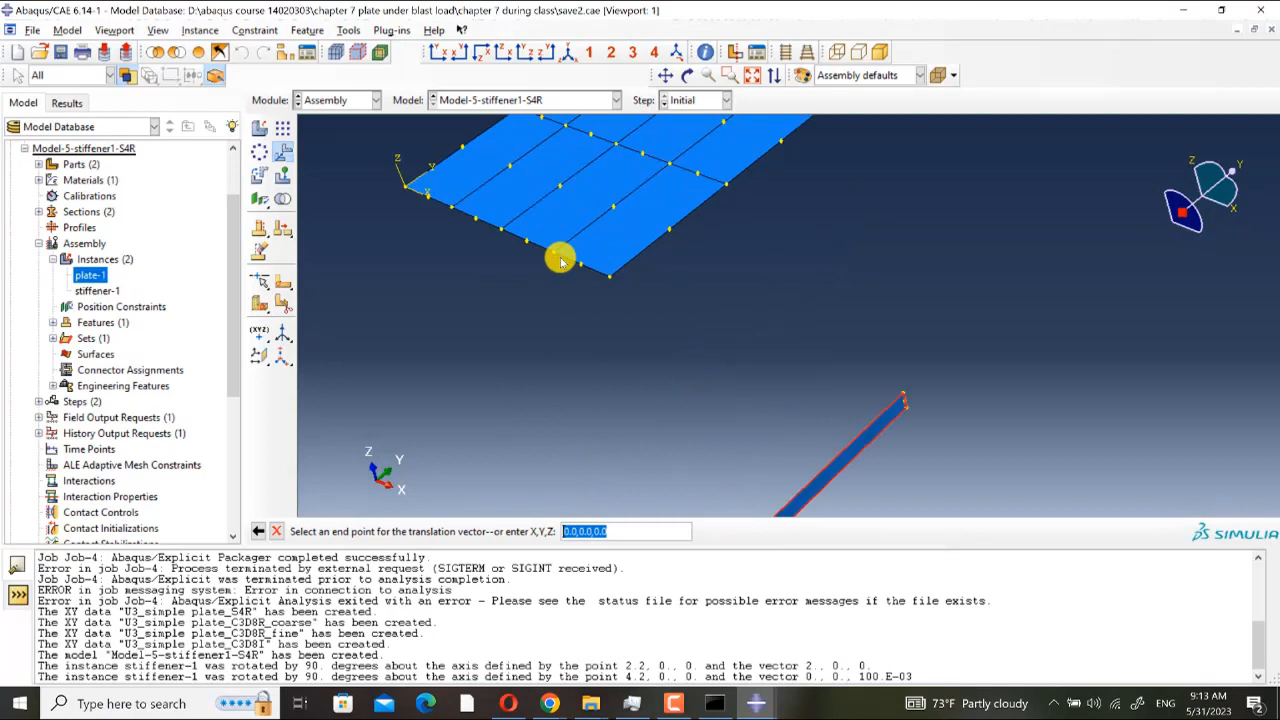 Abaqus/CAE 6.14-1 - Model Database: D:\abaqus course 14020303\chapter 7 plate under blast load\chapter 7 during class\save2.cae [Viewport: 1]
File Model Viewport View Instance Constraint Feature Tools Plug-ins Help
1 2 3 4
All
Assembly defaults
Model Results
Module: Assembly Model: Model-5-stiffener1-S4R Step: Initial
Model Database
Model-5-stiffener1-S4R
Parts (2)
Materials (1)
Calibrations
Sections (2)
Profiles
Assembly
Instances (2)
plate-1
stiffener-1
Position Constraints
Features (1)
Sets (1)
Surfaces
Connector Assignments
Engineering Features
Steps (2)
Field Output Requests (1)
History Output Requests (1)
Time Points
ALE Adaptive Mesh Constraints
Interactions
Interaction Properties
Contact Controls
Contact Initializations
(XYZ)
Z Y X
Z Y X
Z Y X
Select an end point for the translation vector--or enter X,Y,Z: 0.0,0.0,0.0
SIMULIA
Job Job-4: Abaqus/Explicit Packager completed successfully.
Error in job Job-4: Process terminated by external request (SIGTERM or SIGINT received).
Job Job-4: Abaqus/Explicit was terminated prior to analysis completion.
ERROR in job messaging system: Error in connection to analysis
Error in job Job-4: Abaqus/Explicit Analysis exited with an error - Please see the status file for possible error messages if the file exists.
The XY data "U3_simple plate_S4R" has been created.
The XY data "U3_simple plate_C3D8R_coarse" has been created.
The XY data "U3_simple plate_C3D8R_fine" has been created.
The XY data "U3_simple plate_C3D8I" has been created.
The model "Model-5-stiffener1-S4R" has been created.
The instance stiffener-1 was rotated by 90. degrees about the axis defined by the point 2.2, 0., 0. and the vector 2., 0., 0.
The instance stiffener-1 was rotated by 90. degrees about the axis defined by the point 4.2, 0., 0. and the vector 0., 0., 100.E-03
Type here to search
73°F Partly cloudy
ENG
9:13 AM
5/31/2023